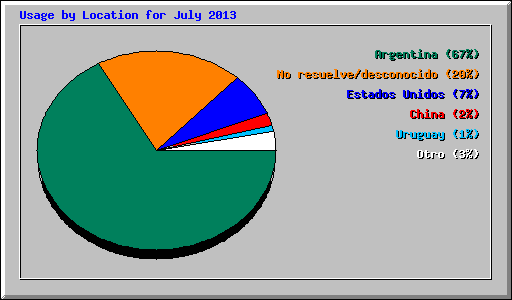 Usage by Location for July 2013
Argentina (67%)
No resuelve/desconocido (20%)
Estados Unidos (7%)
China (2%)
Uruguay (1%)
Otro (3%)